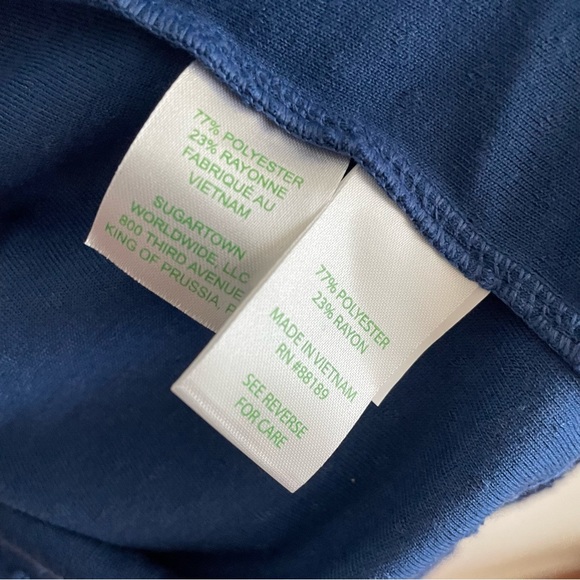 77% POLYESTER
23% RAYONNE
FABRIQUÉ AU
VIETNAM
SUGARTOWN
WORLDWIDE, LLC
800 THIRD AVENUE
KING OF PRUSSIA,
77% POLYESTER
23% RAYON
MADE IN VIETNAM
RN #88189
SEE REVERSE
FOR CARE